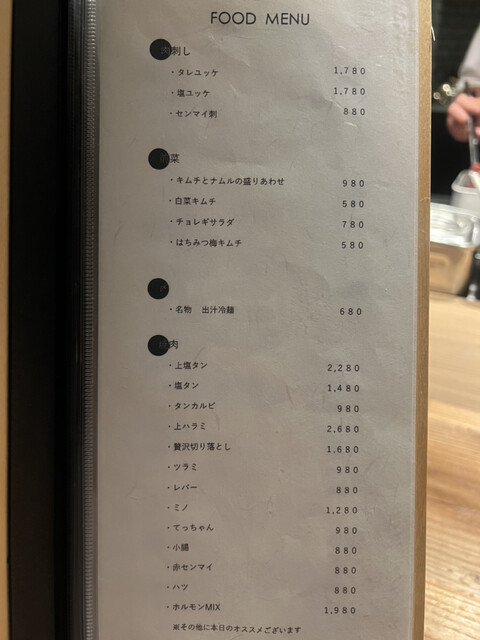 FOOD MENU
刺し
・タレユッケ 1,780
・塩ユッケ 1,780
・センマイ刺 880
菜
・キムチとナムルの盛りあわせ 980
・白菜キムチ 580
・チョレギサラダ 780
・はちみつ梅キムチ 580
・名物 出汁冷麺 680
肉
・上塩タン 2,280
・塩タン 1,480
・タンカルビ 980
・上ハラミ 2,680
・贅沢切り落とし 1,680
・ツラミ 980
・レバー 880
・ミノ 1,280
・てっちゃん 980
・小腸 880
・赤センマイ 880
・ハツ 880
・ホルモンMIX 1,980
※その他に本日のオススメございます